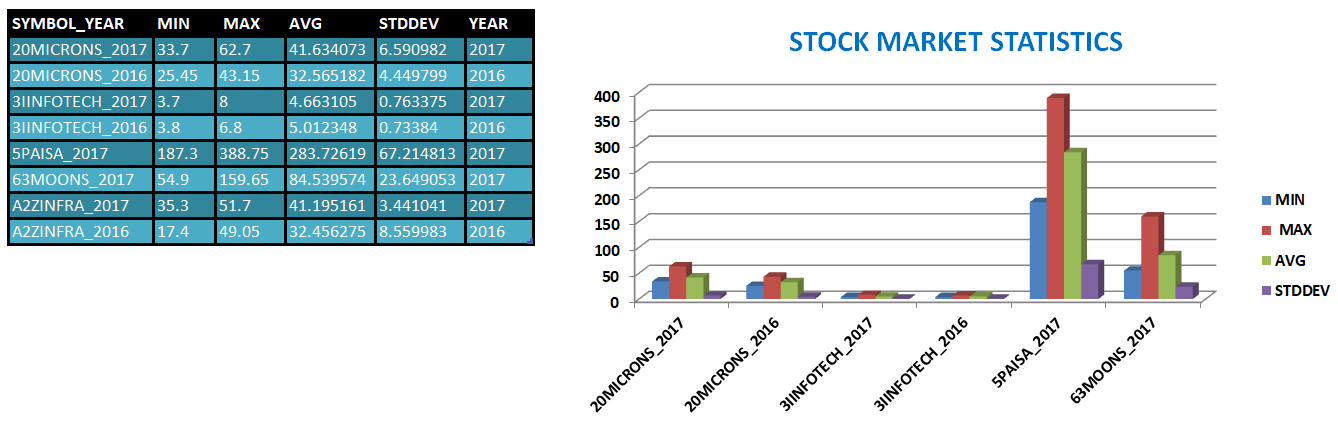 SYMBOL_YEAR MIN MAX AVG STDDEV YEAR
20MICRONS_2017 33.7 62.7 41.634073 6.590982 2017
20MICRONS_2016 25.45 43.15 32.565182 4.449799 2016
3IINFOTECH_2017 3.7 8 4.663105 0.763375 2017
3IINFOTECH_2016 3.8 6.8 5.012348 0.73384 2016
5PAISA_2017 187.3 388.75 283.72619 67.214813 2017
63MOONS_2017 54.9 159.65 84.539574 23.649053 2017
A2ZINFRA_2017 35.3 51.7 41.195161 3.441041 2017
A2ZINFRA_2016 17.4 49.05 32.456275 8.559983 2016
STOCK MARKET STATISTICS
400
350
300
250
200
150
100
50
0
20MICRONS_2017
20MICRONS_2016
3IINFOTECH_2017
3IINFOTECH_2016
5PAISA_2017
63MOONS_2017
MIN
MAX
AVG
STDDEV